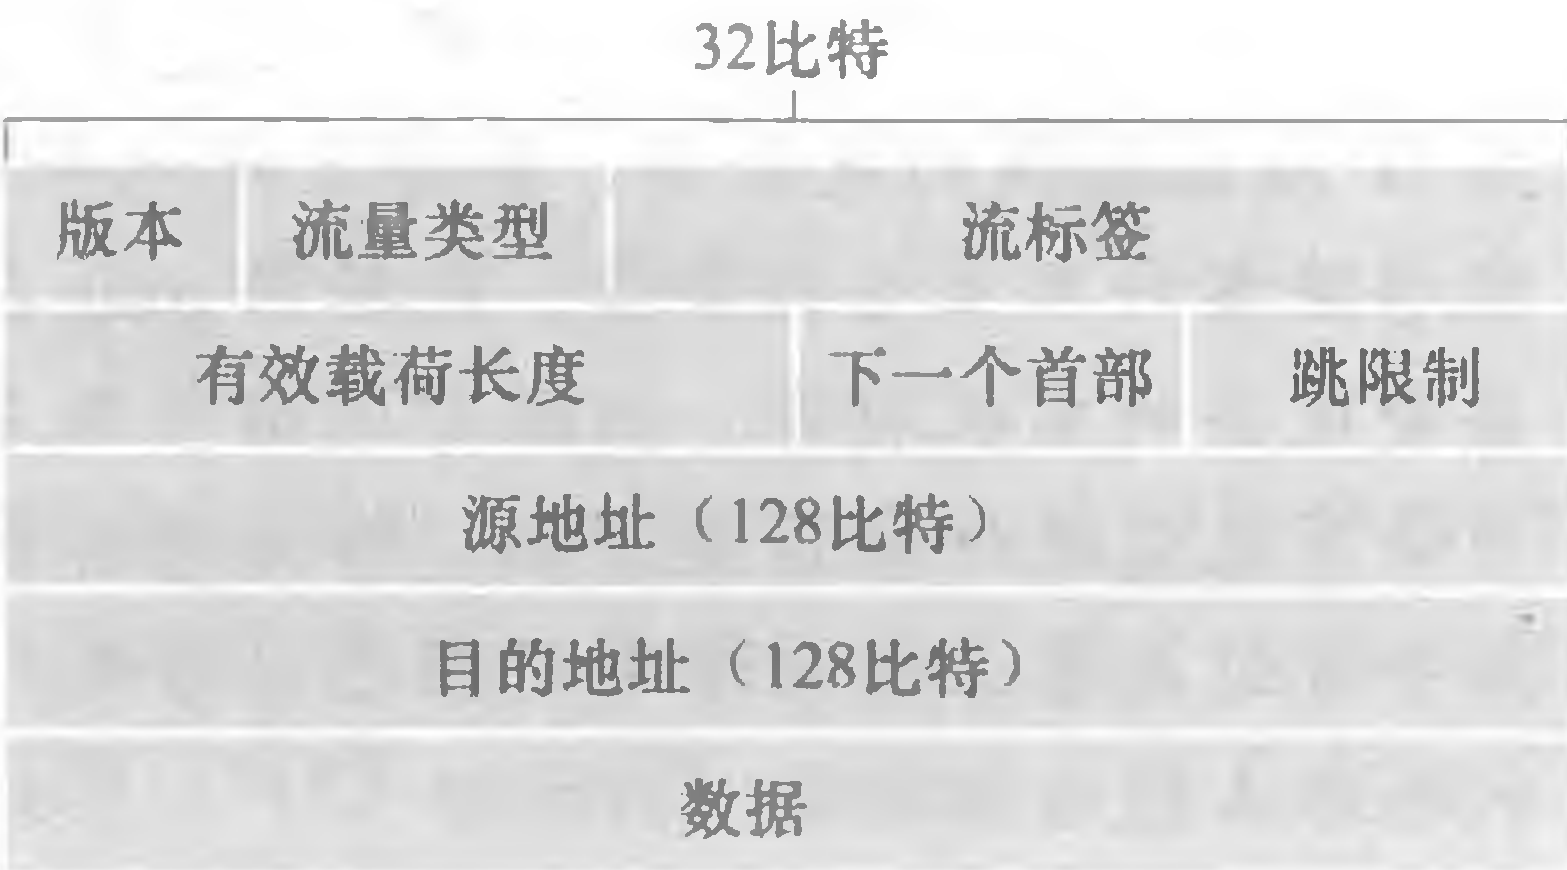 32比特
版本 流量类型 流标签
有效载荷长度 下一个首部 跳限制
源地址（128比特）
目的地址（128比特）
数据